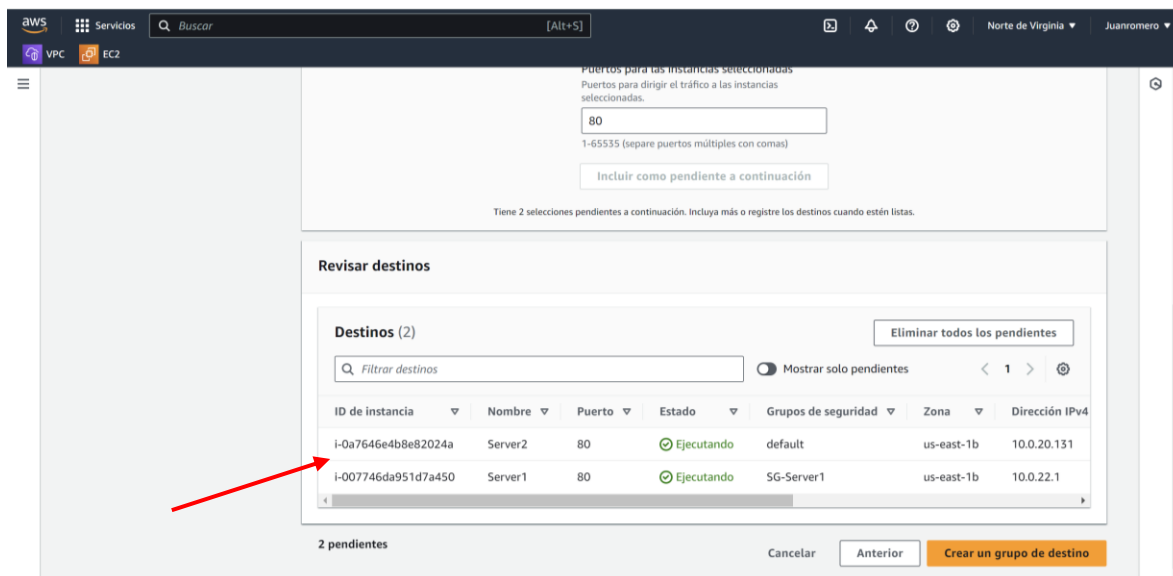 aws Servicios Buscar [Alt+S] Norte de Virginia ▼ Juanromero ▼
VPC EC2
Puertos para las instancias seleccionadas
Puertos para dirigir el tráfico a las instancias
seleccionadas.
80
1-65535 (separe puertos múltiples con comas)
Incluir como pendiente a continuación
Tiene 2 selecciones pendientes a continuación. Incluya más o registre los destinos cuando estén listas.
Revisar destinos
Destinos (2) Eliminar todos los pendientes
Filtrar destinos Mostrar solo pendientes < 1 >
ID de instancia Nombre Puerto Estado Grupos de seguridad Zona Dirección IPv4
i-0a7646e4b8e82024a Server2 80 Ejecutando default us-east-1b 10.0.20.131
i-007746da951d7a450 Server1 80 Ejecutando SG-Server1 us-east-1b 10.0.22.1
2 pendientes
Cancelar Anterior Crear un grupo de destino